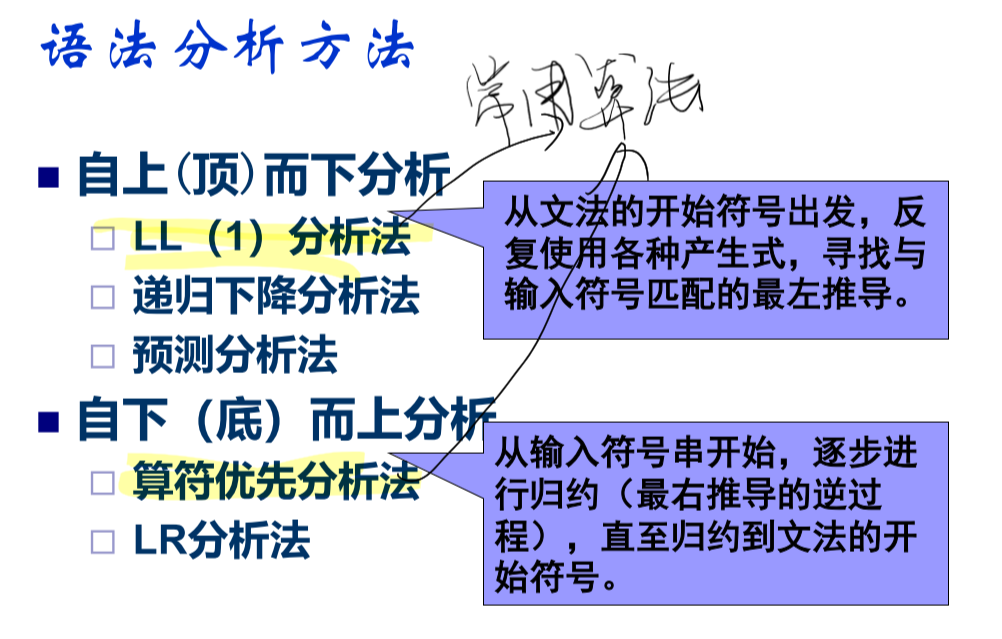 语法分析方法
常用算法
自上(顶)而下分析
LL（1）分析法
递归下降分析法
预测分析法
从文法的开始符号出发，反
复使用各种产生式，寻找与
输入符号匹配的最左推导。
自下（底）而上分析
算符优先分析法
LR分析法
从输入符号串开始，逐步进
行归约（最右推导的逆过
程），直至归约到文法的开
始符号。